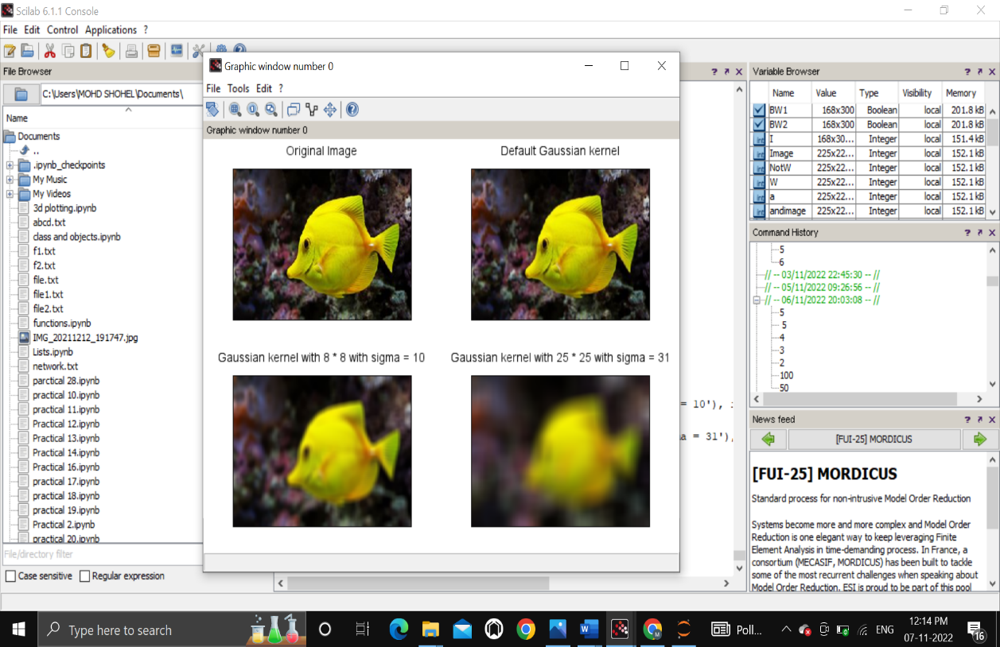 Scilab 6.1.1 Console
File Edit Control Applications ?
File Browser
C:\Users\MOHD SHOHEL\Documents\
Name
Documents
..
.ipynb_checkpoints
My Music
My Videos
3d plotting.ipynb
abcd.txt
class and objects.ipynb
f1.txt
f2.txt
file.txt
file1.txt
file2.txt
functions.ipynb
IMG_20211212_191747.jpg
Lists.ipynb
network.txt
parctical 28.ipynb
practical 10.ipynb
practical 11.ipynb
Practical 12.ipynb
Practical 13.ipynb
Practical 14.ipynb
Practical 16.ipynb
practical 17.ipynb
practical 18.ipynb
practical 19.ipynb
Practical 2.ipynb
practical 20.ipynb
File/directory filter
Case sensitive Regular expression
Graphic window number 0
File Tools Edit ?
Graphic window number 0
Original Image Default Gaussian kernel
Gaussian kernel with 8 * 8 with sigma = 10 Gaussian kernel with 25 * 25 with sigma = 31
= 10'),
a = 31'),
Variable Browser
Name Value Type Visibility Memory
BW1 168x300 Boolean local 201.8 kB
BW2 168x300 Boolean local 201.8 kB
I 168x30... Integer local 151.4 kB
Image 225x22... Integer local 152.1 kB
NotW 225x22... Integer local 152.1 kB
W 225x22... Integer local 152.1 kB
a 225x22... Integer local 152.1 kB
andimage 225x22... Integer local 152.1 kB
Command History
5
6
// -- 03/11/2022 22:45:30 -- //
// -- 05/11/2022 09:26:56 -- //
// -- 06/11/2022 20:03:08 -- //
5
5
4
3
2
100
50
News feed
[FUI-25] MORDICUS
[FUI-25] MORDICUS
Standard process for non-intrusive Model Order Reduction
Systems become more and more complex and Model Order
Reduction is one elegant way to keep leveraging Finite
Element Analysis in time-demanding process. In France, a
consortium (MECASIF, MORDICUS) has been built to tackle
some of the most recurrent challenges when speaking about
Model Order Reduction. ESI is proud to be part of this pool
Type here to search
Poll...
ENG
12:14 PM
07-11-2022
16